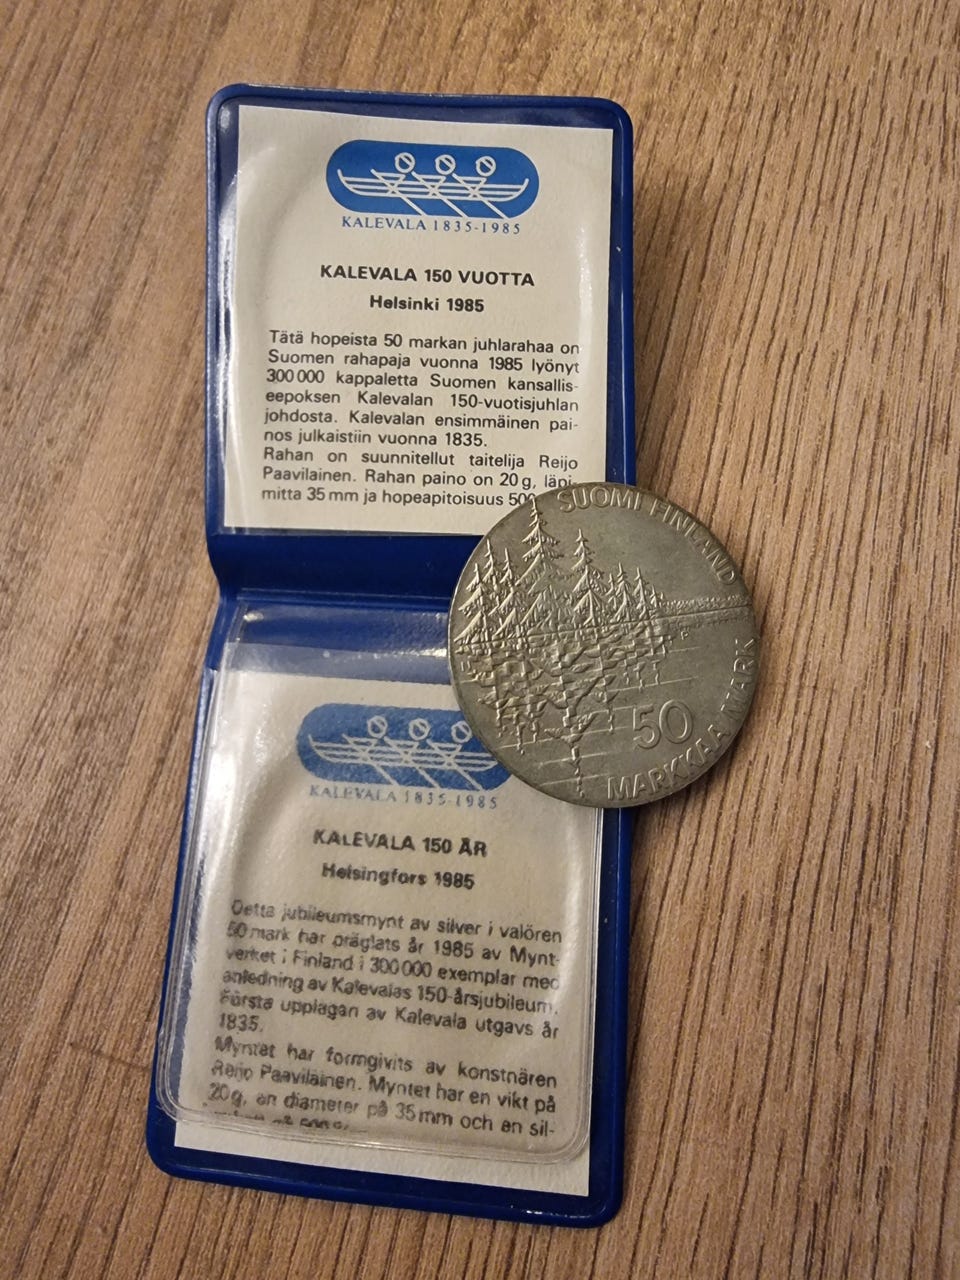 KALEVALA 1835-1985
KALEVALA 150 VUOTTA
Helsinki 1985
Tätä hopeista 50 markan juhlarahaa on
Suomen rahapaja vuonna 1985 lyönyt
300 000 kappaletta Suomen kansallis-
eepoksen Kalevalan 150-vuotisjuhlan
johdosta. Kalevalan ensimmäinen pai-
nos julkaistiin vuonna 1835.
Rahan on suunnitellut taitelija Reijo
Paavilainen. Rahan paino on 20 g, läpi-
mitta 35 mm ja hopeapitoisuus 500
SUOMI FINLAND
50
MARKKAA MARK
KALEVALA 1835-1985
KALEVALA 150 ÅR
Helsingfors 1985
Detta jubileumsmynt av silver i valören
50 mark har präglats år 1985 av Mynt-
verket i Finland i 300 000 exemplar med
anledning av Kalevalas 150-årsjubileum.
Första upplagan av Kalevala utgavs år
1835.
Myntet har formgivits av konstnären
Reijo Paavilainen. Myntet har en vikt på
20 g, en diameter på 35 mm och en sil-